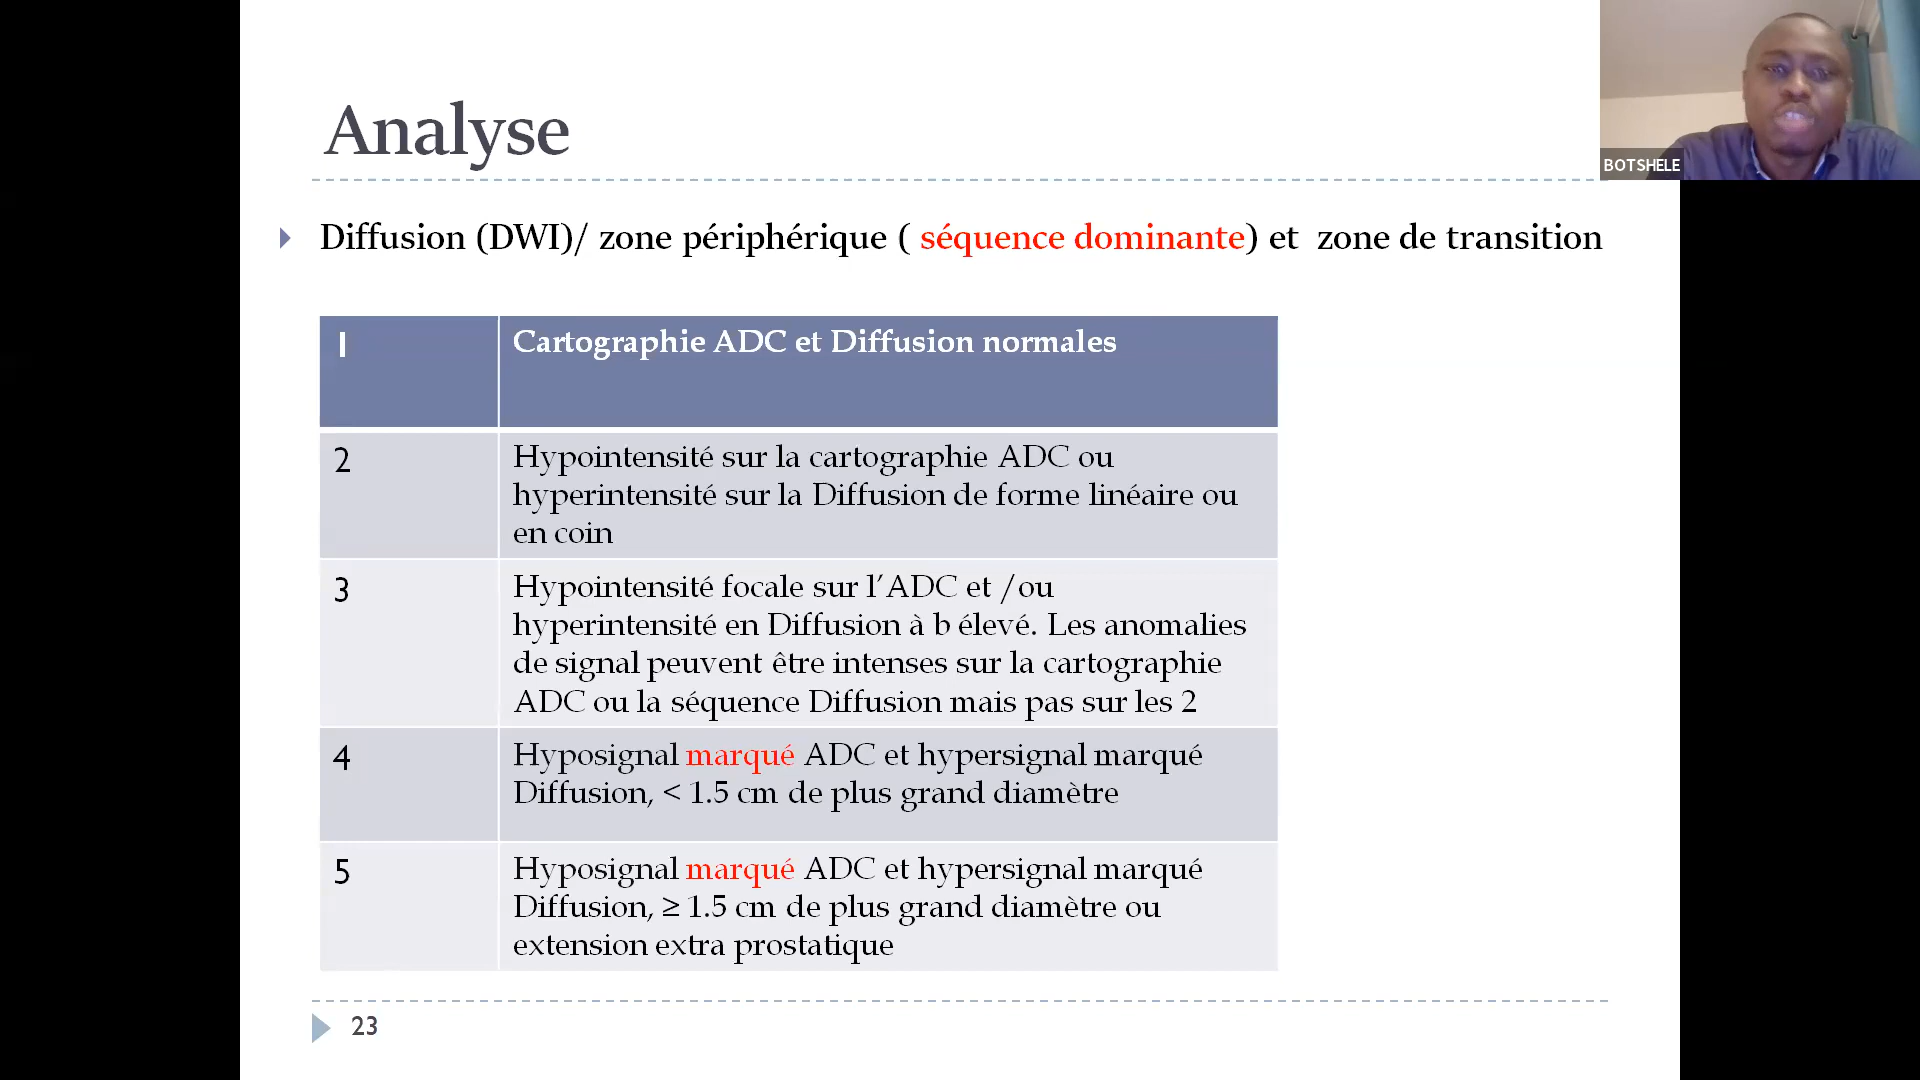 Analyse
BOTSHELE
Diffusion (DWI)/ zone périphérique ( séquence dominante) et zone de transition
1 Cartographie ADC et Diffusion normales
2 Hypointensité sur la cartographie ADC ou
hyperintensité sur la Diffusion de forme linéaire ou
en coin
3 Hypointensité focale sur l’ADC et /ou
hyperintensité en Diffusion à b élevé. Les anomalies
de signal peuvent être intenses sur la cartographie
ADC ou la séquence Diffusion mais pas sur les 2
4 Hyposignal marqué ADC et hypersignal marqué
Diffusion, < 1.5 cm de plus grand diamètre
5 Hyposignal marqué ADC et hypersignal marqué
Diffusion, ≥ 1.5 cm de plus grand diamètre ou
extension extra prostatique
23